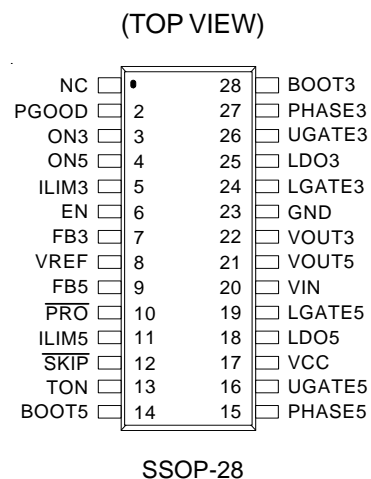 (TOP VIEW)
NC 28 BOOT3
PGOOD 2 27 PHASE3
ON3 3 26 UGATE3
ON5 4 25 LDO3
ILIM3 5 24 LGATE3
EN 6 23 GND
FB3 7 22 VOUT3
VREF 8 21 VOUT5
FB5 9 20 VIN
PRO 10 19 LGATE5
ILIM5 11 18 LDO5
SKIP 12 17 VCC
TON 13 16 UGATE5
BOOT5 14 15 PHASE5
SSOP-28